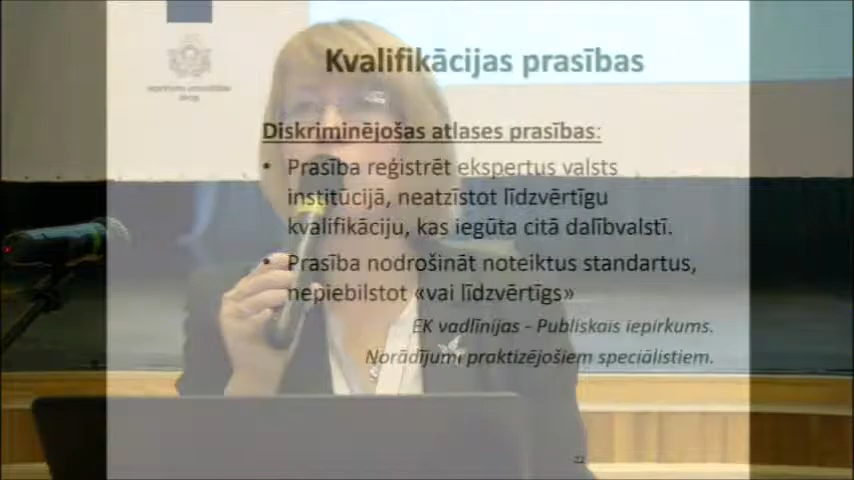 Kvalifikācijas prasības
Diskriminējošas atlases prasības:
• Prasība reģistrēt ekspertus valsts
institūcijā, neatzīstot līdzvērtīgu
kvalifikāciju, kas iegūta citā dalībvalstī.
• Prasība nodrošināt noteiktus standartus,
nepiebilstot «vai līdzvērtīgs»
EK vadlīnijas - Publiskais iepirkums.
Norādījumi praktizējošiem speciālistiem.
22